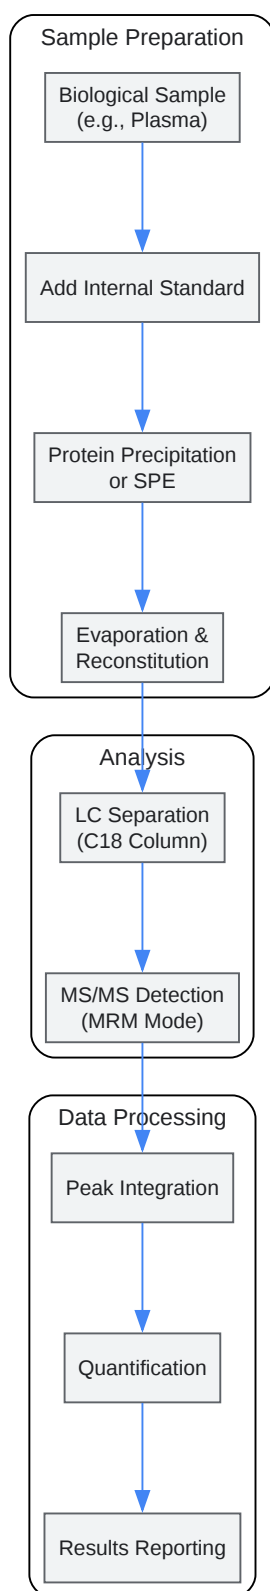 Sample Preparation
Biological Sample
(e.g., Plasma)
Add Internal Standard
Protein Precipitation
or SPE
Evaporation &
Reconstitution
Analysis
LC Separation
(C18 Column)
MS/MS Detection
(MRM Mode)
Data Processing
Peak Integration
Quantification
Results Reporting